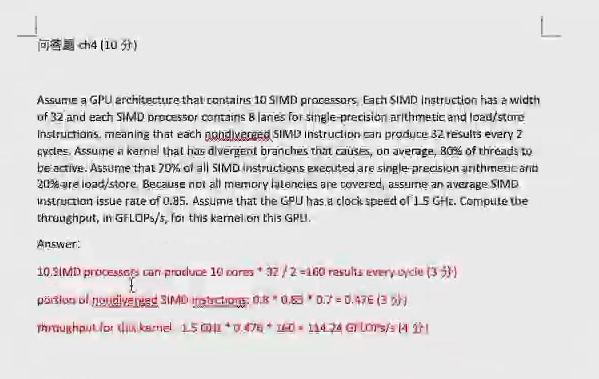 问答题 ch4 (10 分)
Assume a GPU architecture that contains 10 SIMD processors. Each SIMD instruction has a width
of 32 and each SIMD processor contains 8 lanes for single-precision arithmetic and load/store
instructions, meaning that each nondiverged SIMD instruction can produce 32 results every 2
cycles. Assume a kernel that has divergent branches that causes, on average, 80% of threads to
be active. Assume that 70% of all SIMD instructions executed are single-precision arithmetic and
20% are load/store. Because not all memory latencies are covered, assume an average SIMD
instruction issue rate of 0.85. Assume that the GPU has a clock speed of 1.5 GHz. Compute the
throughput, in GFLOPs/s, for this kernel on this GPU.
Answer:
10 SIMD processors can produce 10 cores * 32 / 2 =160 results every cycle (3 分)
portion of nondiverged SIMD instrctions: 0.8 * 0.85 * 0.7 = 0.476 (3 分)
throughput for this kernel 1.5 GHz * 0.476 * 160 = 114.24 GFLOPs/s (4 分)